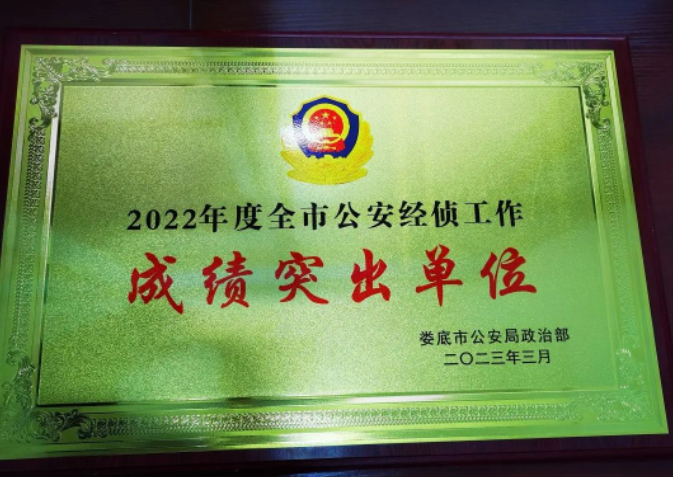 2022年度全市公安经侦工作
成绩突出单位
娄底市公安局政治部
二〇二三年三月